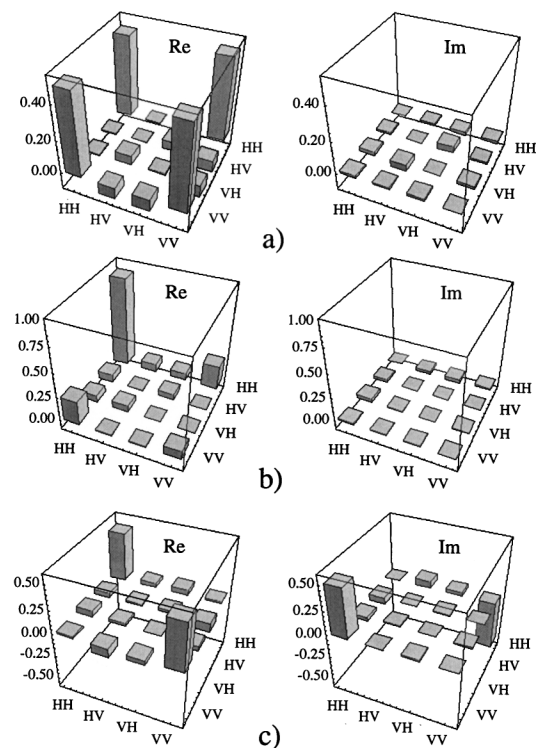 Re
Im
0.40
0.20
0.00
HH
HV
VH
VV
HH
HV
VH
VV
0.40
0.20
0.00
HH
HV
VH
VV
HH
HV
VH
VV
a)
Re
Im
1.00
0.75
0.50
0.25
0.00
HH
HV
VH
VV
HH
HV
VH
VV
1.00
0.75
0.50
0.25
0.00
HH
HV
VH
VV
HH
HV
VH
VV
b)
Re
Im
0.50
0.25
0.00
-0.25
-0.50
HH
HV
VH
VV
HH
HV
VH
VV
0.50
0.25
0.00
-0.25
-0.50
HH
HV
VH
VV
HH
HV
VH
VV
c)